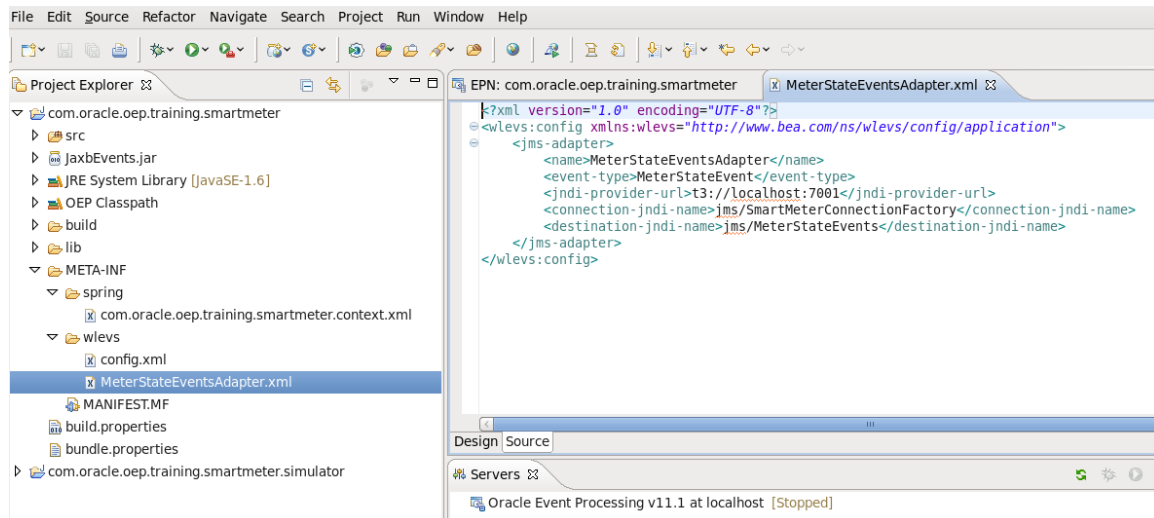 File Edit Source Refactor Navigate Search Project Run Window Help
Project Explorer
com.oracle.oep.training.smartmeter
src
JaxbEvents.jar
JRE System Library [JavaSE-1.6]
OEP Classpath
build
lib
META-INF
spring
com.oracle.oep.training.smartmeter.context.xml
wlevs
config.xml
MeterStateEventsAdapter.xml
MANIFEST.MF
build.properties
bundle.properties
com.oracle.oep.training.smartmeter.simulator
EPN: com.oracle.oep.training.smartmeter MeterStateEventsAdapter.xml
<?xml version="1.0" encoding="UTF-8"?>
<wlevs:config xmlns:wlevs="http://www.bea.com/ns/wlevs/config/application">
<jms-adapter>
<name>MeterStateEventsAdapter</name>
<event-type>MeterStateEvent</event-type>
<jndi-provider-url>t3://localhost:7001</jndi-provider-url>
<connection-jndi-name>jms/SmartMeterConnectionFactory</connection-jndi-name>
<destination-jndi-name>jms/MeterStateEvents</destination-jndi-name>
</jms-adapter>
</wlevs:config>
Design Source
Servers
Oracle Event Processing v11.1 at localhost [Stopped]